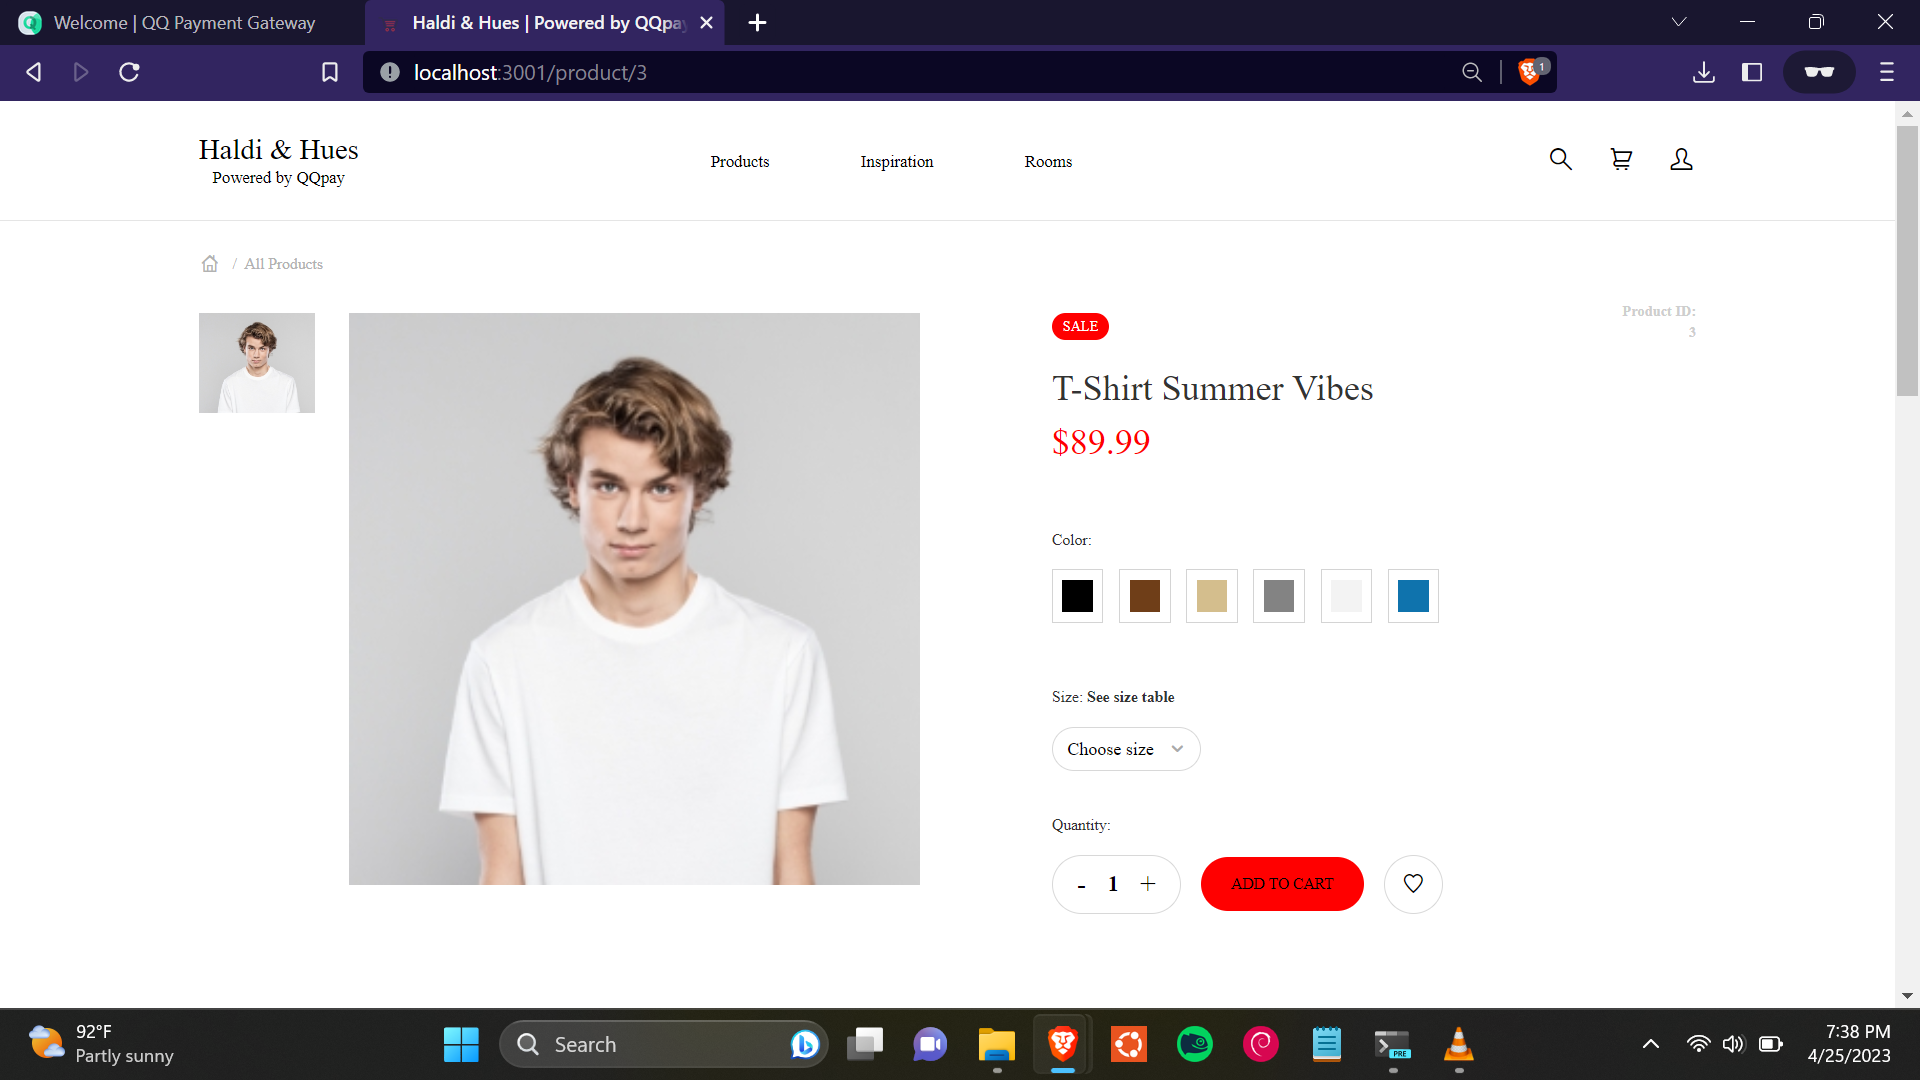 Welcome | QQ Payment Gateway
Haldi & Hues | Powered by QQpay
localhost:3001/product/3
1
Haldi & Hues
Powered by QQpay
Products
Inspiration
Rooms
/ All Products
SALE
Product ID:
3
T-Shirt Summer Vibes
$89.99
Color:
Size: See size table
Choose size
Quantity:
- 1 +
ADD TO CART
92°F
Partly sunny
Search
PRE
7:38 PM
4/25/2023